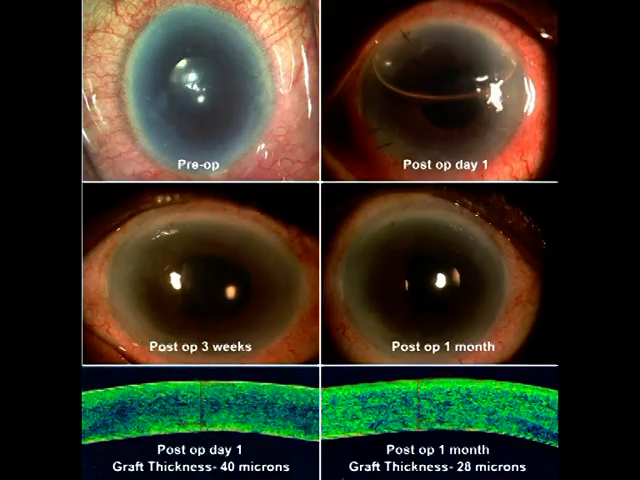 Pre-op
Post op day 1
Post op 3 weeks
Post op 1 month
Post op day 1
Graft Thickness- 40 microns
Post op 1 month
Graft Thickness- 28 microns